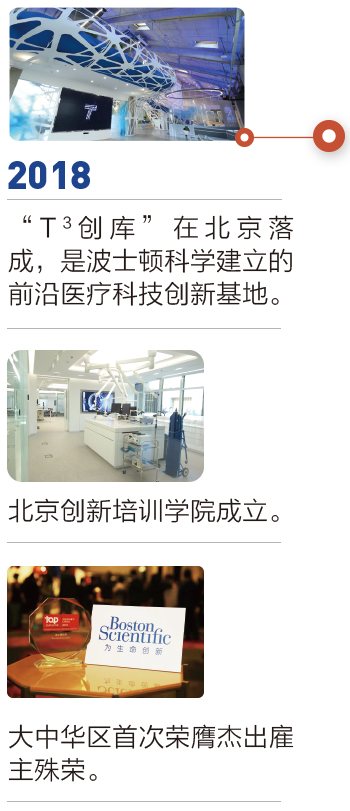 T
2018
“T³创库”在北京落
成，是波士顿科学建立的
前沿医疗科技创新基地。
北京创新培训学院成立。
top
Boston
Scientific
为生命创新
大中华区首次荣膺杰出雇
主殊荣。